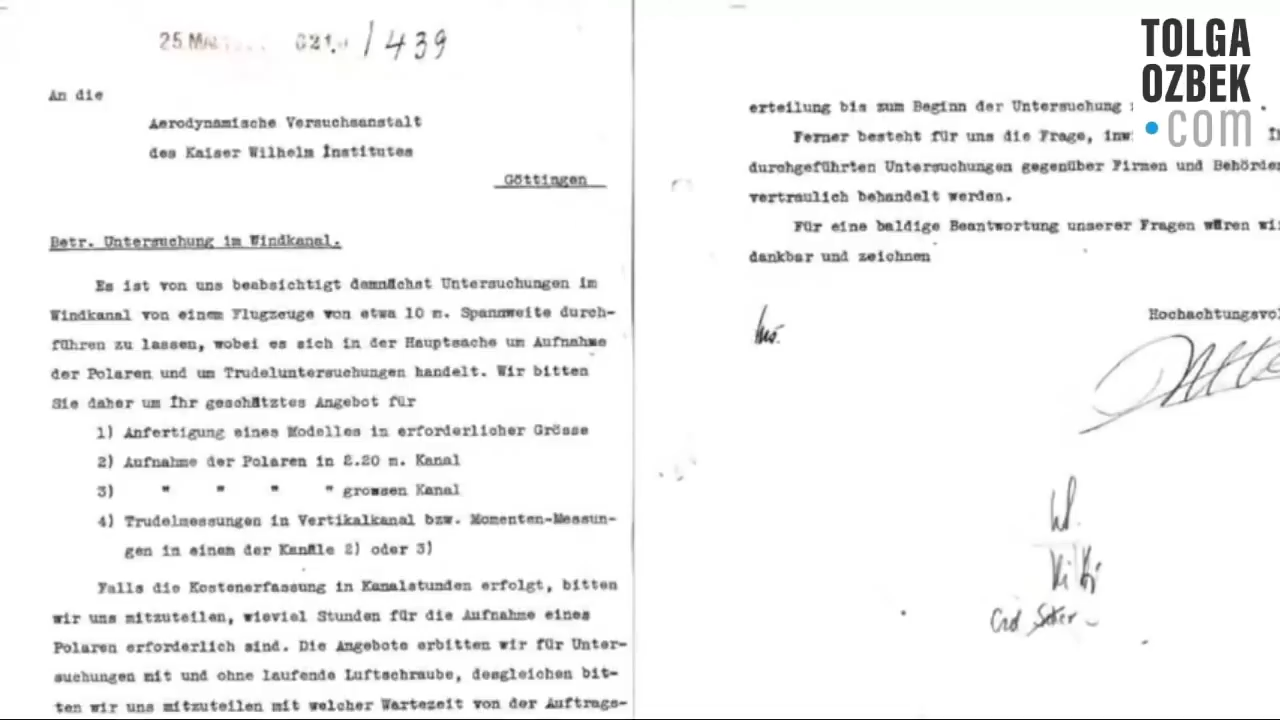 25 MAI 621. / 439
An die
Aerodynamische Versuchsanstalt
des Kaiser Wilhelm Institutes
Göttingen
Betr. Untersuchung im Windkanal.
Es ist von uns beabsichtigt demnächst Untersuchungen im
Windkanal von einem Flugzeuge von etwa 10 m. Spannweite durch-
führen zu lassen, wobei es sich in der Hauptsache um Aufnahme
der Polaren und um Trudeluntersuchungen handelt. Wir bitten
Sie daher um Ihr geschätztes Angebot für
1) Anfertigung eines Modelles in erforderlicher Grösse
2) Aufnahme der Polaren in 2.20 m. Kanal
3) " " " " grossen Kanal
4) Trudelmessungen in Vertikalkanal bzw. Momenten-Messun-
gen in einem der Kanäle 2) oder 3)
Falls die Kostenerfassung in Kanalstunden erfolgt, bitten
wir uns mitzuteilen, wieviel Stunden für die Aufnahme eines
Polaren erforderlich sind. Die Angebote erbitten wir für Unter-
suchungen mit und ohne laufende Luftschraube, desgleichen bit-
ten wir uns mitzuteilen mit welcher Wartezeit von der Auftrags-
erteilung bis zum Beginn der Untersuchung
Ferner besteht für uns die Frage, inw
durchgeführten Untersuchungen gegenüber Firmen und Behörden
vertraulich behandelt werden.
Für eine baldige Beantwortung unserer Fragen wären wir
dankbar und zeichnen
Hochachtungsvol
TOLGA
OZBEK
.com